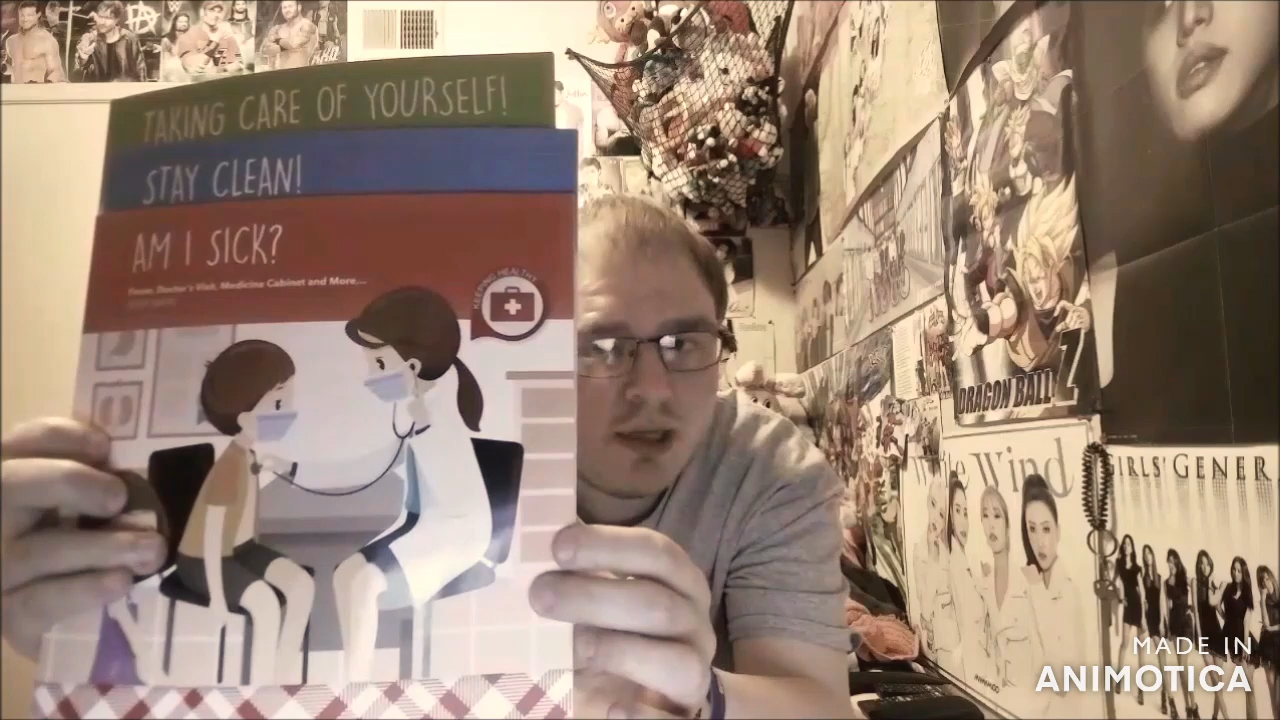 TAKING CARE OF YOURSELF!
STAY CLEAN!
AM I SICK?
Fever, Doctor's Visit, Medicine Cabinet and More...
KEEPING HEALTHY
DRAGON BALL Z
Wind
GIRLS' GENER
MAMAMOO
MADE IN
ANIMOTICA